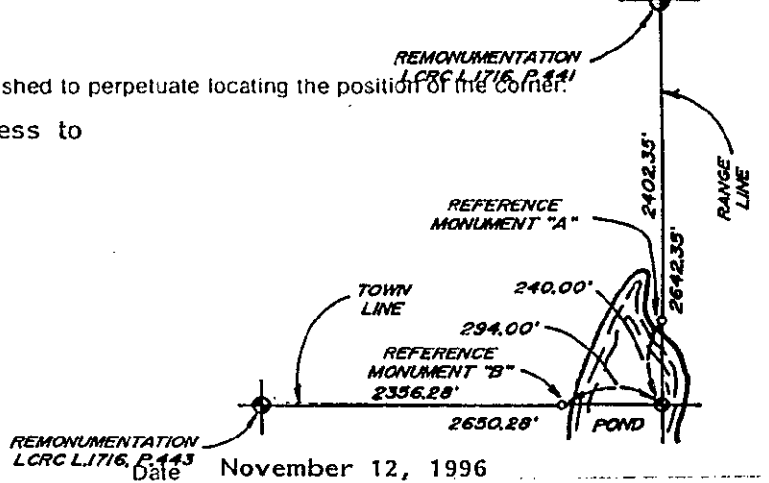 REMONUMENTATION
LCRC L.1716, P.441
shed to perpetuate locating the position of the corner.
ess to
2402.35'
RANGE
LINE
REFERENCE
MONUMENT "A"
2642.35'
TOWN
LINE
240.00'
294.00'
REFERENCE
MONUMENT "B"
2356.28'
2650.28'
POND
REMONUMENTATION
LCRC L.1716, P.443
Date November 12, 1996